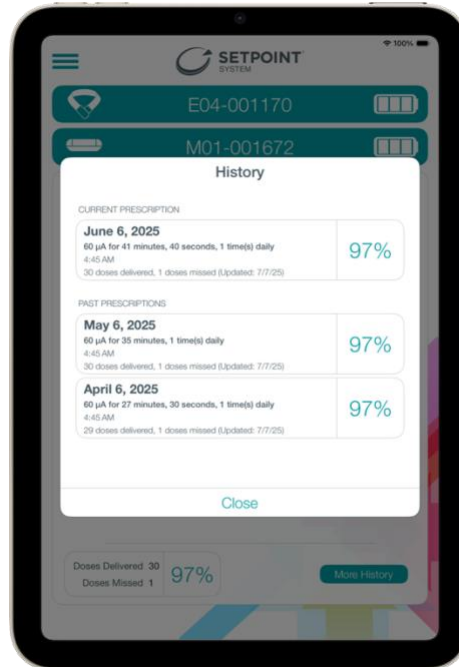 100%
SETPOINT
SYSTEM
E04-001170
M01-001672
History
CURRENT PRESCRIPTION
June 6, 2025
60 µA for 41 minutes, 40 seconds, 1 time(s) daily
4:45 AM
30 doses delivered, 1 doses missed (Updated: 7/7/25)
97%
PAST PRESCRIPTIONS
May 6, 2025
60 µA for 35 minutes, 1 time(s) daily
4:45 AM
30 doses delivered, 1 doses missed (Updated: 7/7/25)
97%
April 6, 2025
60 µA for 27 minutes, 30 seconds, 1 time(s) daily
4:45 AM
29 doses delivered, 1 doses missed (Updated: 7/7/25)
97%
Close
Doses Delivered 30
Doses Missed 1
97%
More History